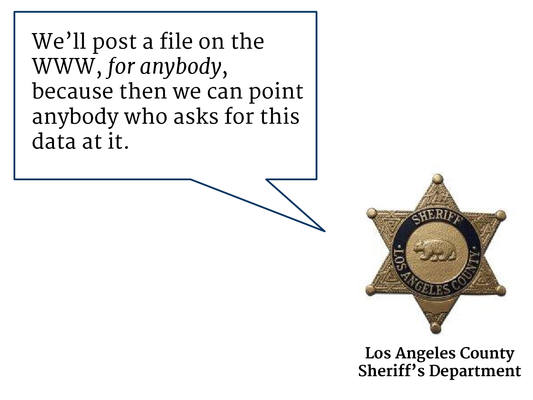 We’ll post a file on the
WWW, for anybody,
because then we can point
anybody who asks for this
data at it.
SHERIFF
LOS ANGELES COUNTY
Los Angeles County
Sheriff’s Department